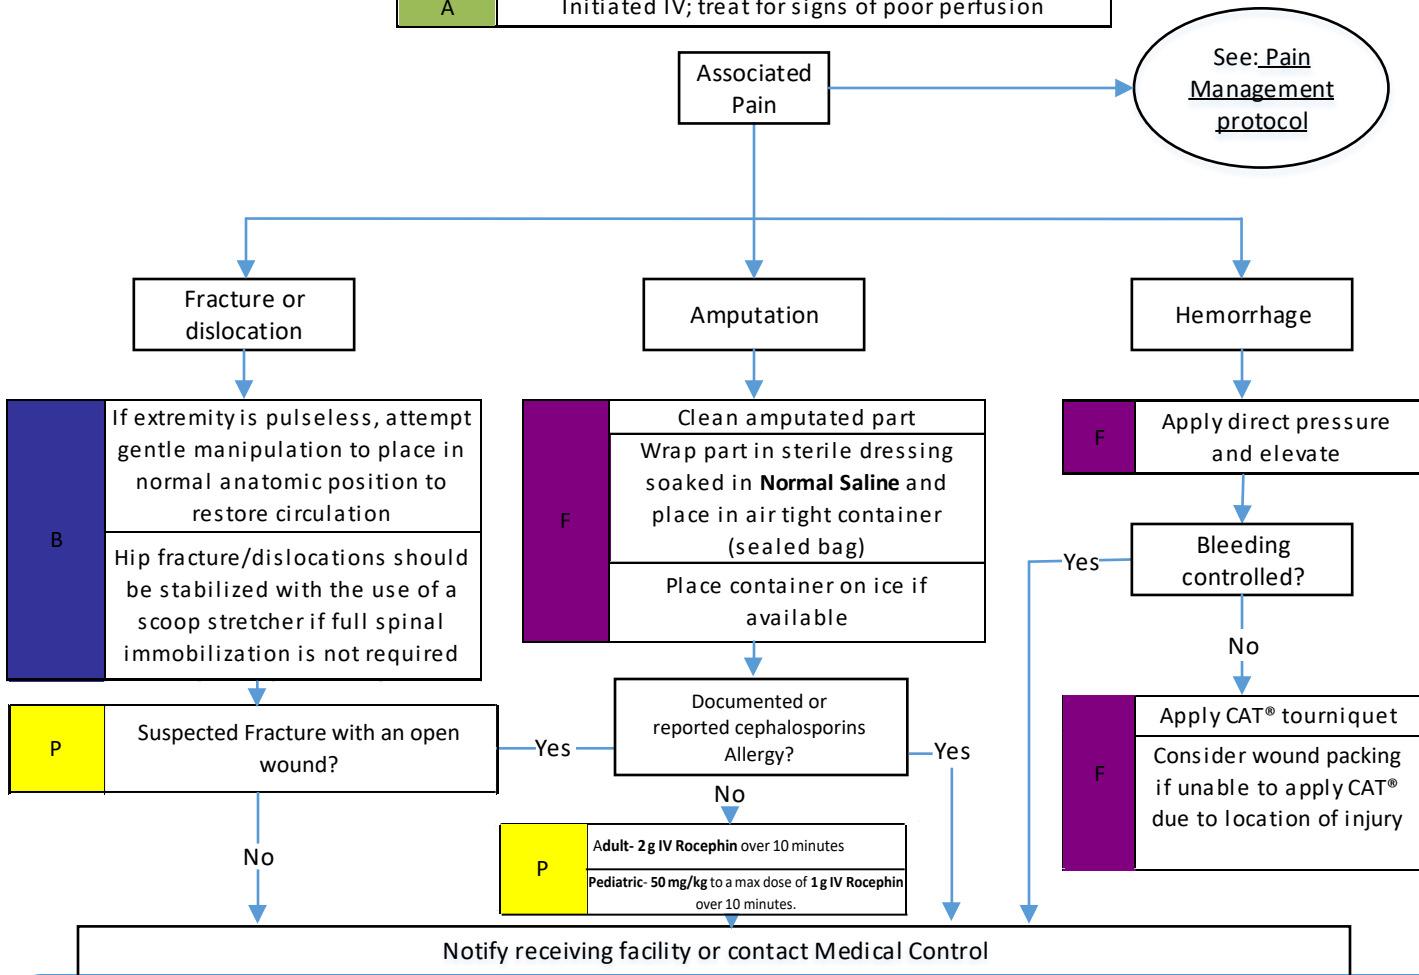 A
Initiated IV; treat for signs of poor perfusion
Associated
Pain
See: Pain
Management
protocol
Fracture or
dislocation
Amputation
Hemorrhage
B
If extremity is pulseless, attempt
gentle manipulation to place in
normal anatomic position to
restore circulation
Hip fracture/dislocations should
be stabilized with the use of a
scoop stretcher if full spinal
immobilization is not required
F
Clean amputated part
Wrap part in sterile dressing
soaked in Normal Saline and
place in air tight container
(sealed bag)
Place container on ice if
available
F
Apply direct pressure
and elevate
Bleeding
controlled?
Yes
No
F
Apply CAT® tourniquet
Consider wound packing
if unable to apply CAT®
due to location of injury
P
Suspected Fracture with an open
wound?
Yes
Documented or
reported cephalosporins
Allergy?
Yes
No
No
P
Adult- 2 g IV Rocephin over 10 minutes
Pediatric- 50 mg/kg to a max dose of 1 g IV Rocephin
over 10 minutes.
Notify receiving facility or contact Medical Control